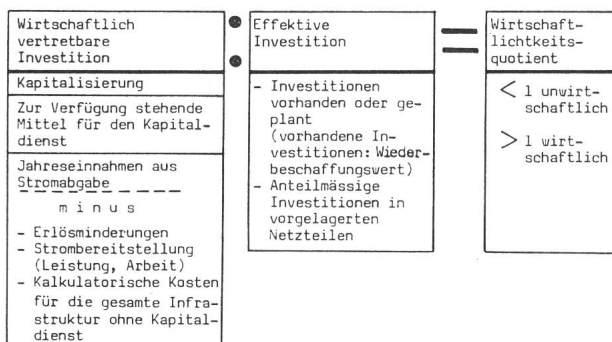 Wirtschaftlich
vertretbare
Investition
Kapitalisierung
Zur Verfügung stehende
Mittel für den Kapital-
dienst
Jahreseinnahmen aus
Stromabgabe
minus
- Erlösminderungen
- Strombereitstellung
(Leistung, Arbeit)
- Kalkulatorische Kosten
für die gesamte Infra-
struktur ohne Kapital-
dienst
:
Effektive
Investition
- Investitionen
vorhanden oder ge-
plant
(vorhandene In-
vestitionen: Wieder-
beschaffungswert)
- Anteilmässige
Investitionen in
vorgelagerten
Netzteilen
=
Wirtschaft-
lichtkeits-
quotient
< 1 unwirt-
schaftlich
> 1 wirt-
schaftlich